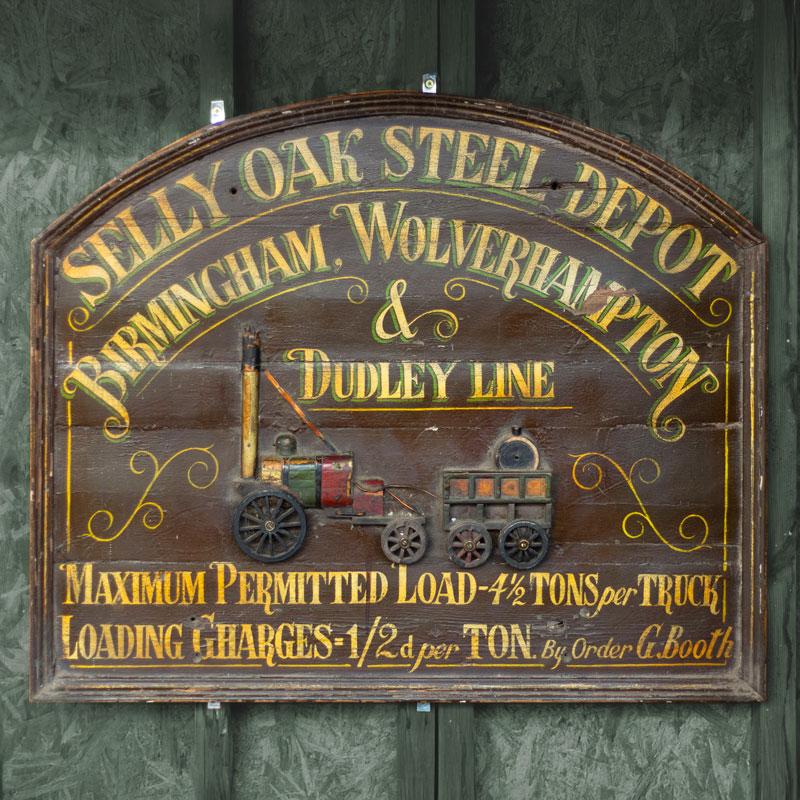 SELLY OAK STEEL DEPOT
BIRMINGHAM, WOLVERHAMPTON
&
DUDLEY LINE
MAXIMUM PERMITTED LOAD-4½ TONS per TRUCK
LOADING CHARGES-1/2d per TON. By Order G.Booth